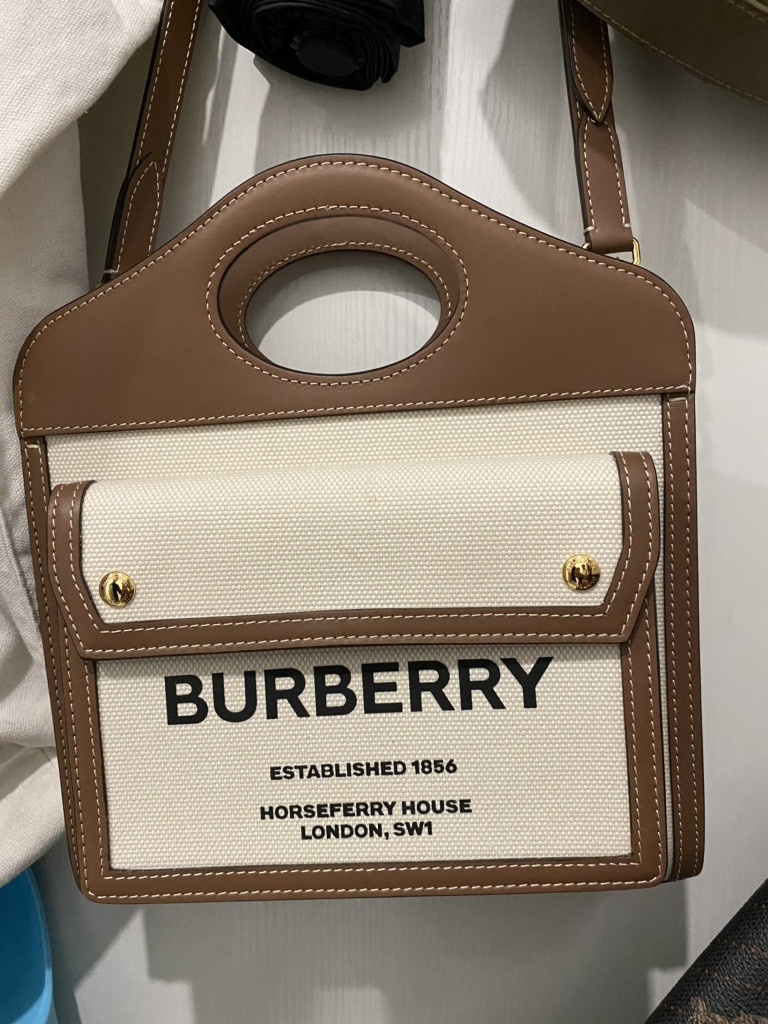 BURBERRY
ESTABLISHED 1856
HORSEFERRY HOUSE
LONDON, SW1